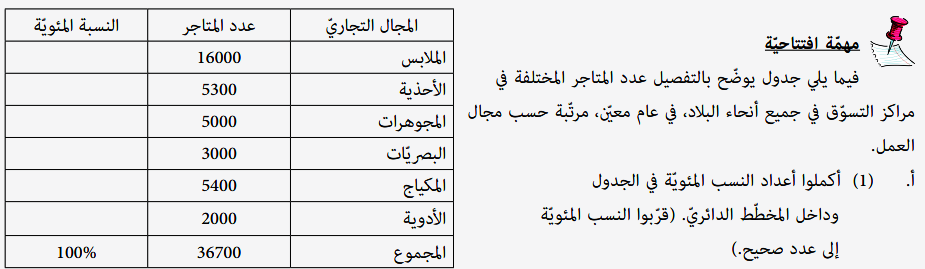 مهمّة افتتاحيّة
فيما يلي جدول يوضّح بالتفصيل عدد المتاجر المختلفة في
مراكز التسوّق في جميع أنحاء البلاد، في عام معيّن، مرتّبة حسب مجال
العمل.
أ. (1) أكملوا أعداد النسب المئويّة في الجدول
وداخل المخطّط الدائريّ. (قرّبوا النسب المئويّة
إلى عدد صحيح.)
المجال التجاريّ عدد المتاجر النسبة المئويّة
الملابس 16000
الأحذية 5300
المجوهرات 5000
البصريّات 3000
المكياج 5400
الأدوية 2000
المجموع 36700 100%